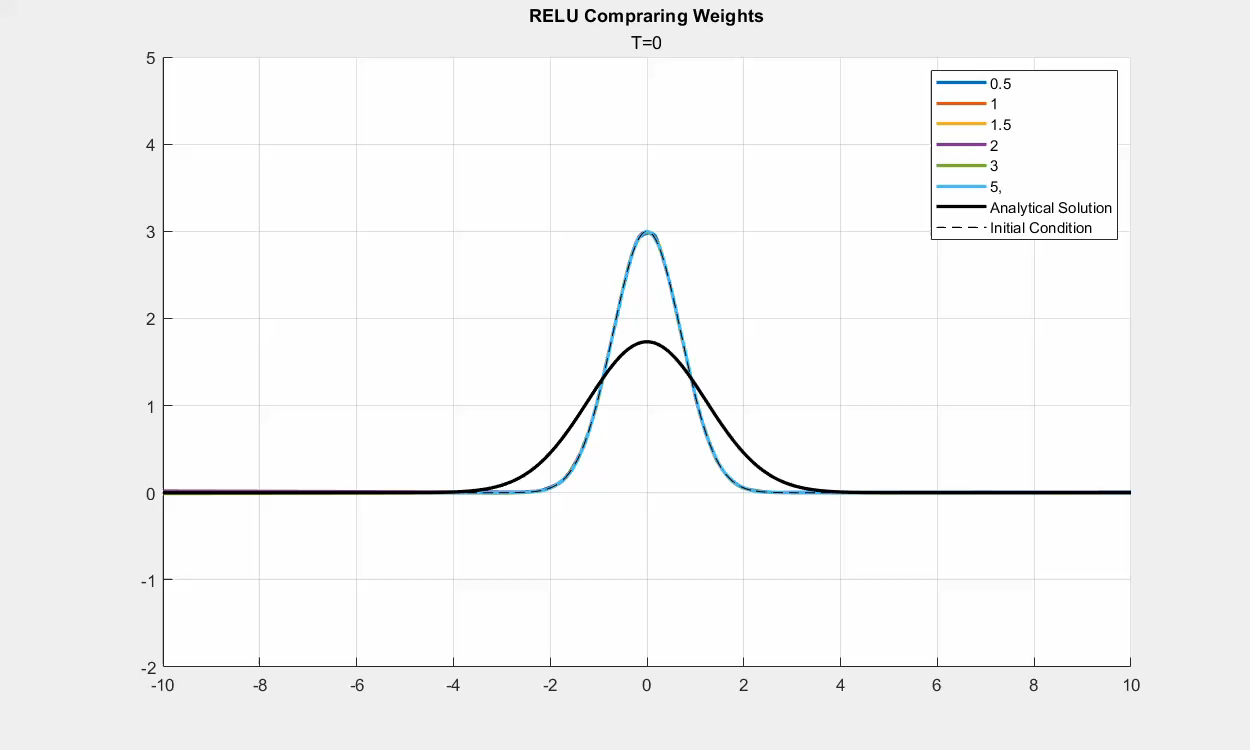 RELU Compraring Weights
T=0
5
4
3
2
1
0
-1
-2
-10 -8 -6 -4 -2 0 2 4 6 8 10
0.5
1
1.5
2
3
5,
Analytical Solution
Initial Condition